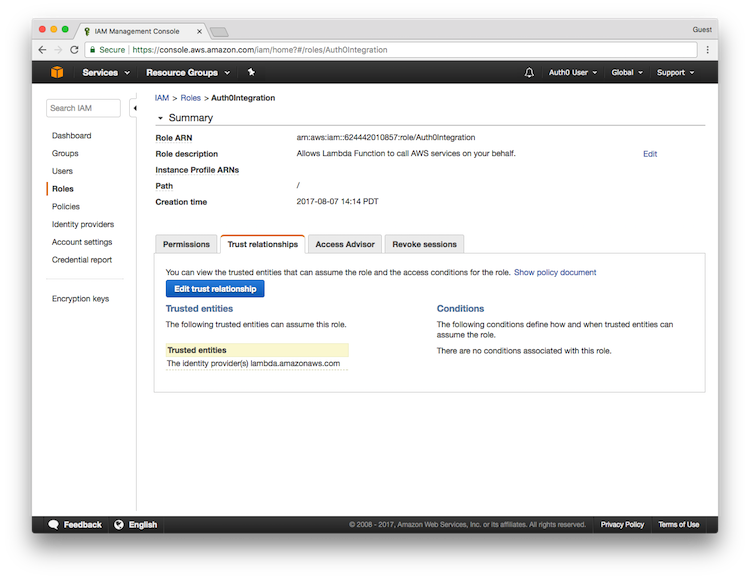 IAM Management Console
Guest
Secure | https://console.aws.amazon.com/iam/home?#/roles/Auth0Integration
Services Resource Groups Auth0 User Global Support
Search IAM
Dashboard
Groups
Users
Roles
Policies
Identity providers
Account settings
Credential report
Encryption keys
IAM > Roles > Auth0Integration
Summary
Role ARN arn:aws:iam::624442010857:role/Auth0Integration
Role description Allows Lambda Function to call AWS services on your behalf. Edit
Instance Profile ARNs
Path /
Creation time 2017-08-07 14:14 PDT
Permissions Trust relationships Access Advisor Revoke sessions
You can view the trusted entities that can assume the role and the access conditions for the role. Show policy document
Edit trust relationship
Trusted entities
The following trusted entities can assume this role.
Trusted entities
The identity provider(s) lambda.amazonaws.com
Conditions
The following conditions define how and when trusted entities can
assume the role.
There are no conditions associated with this role.
Feedback English © 2008 - 2017, Amazon Web Services, Inc. or its affiliates. All rights reserved. Privacy Policy Terms of Use